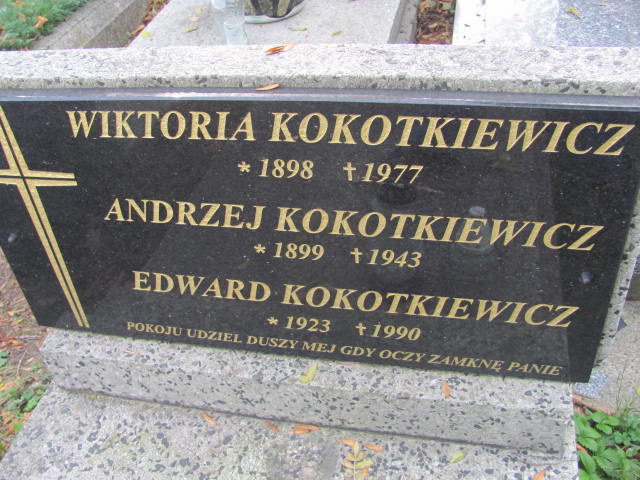 WIKTORIA KOKOTKIEWICZ
* 1898 † 1977
ANDRZEJ KOKOTKIEWICZ
* 1899 † 1943
EDWARD KOKOTKIEWICZ
* 1923 † 1990
POKOJU UDZIEL DUSZY MEJ GDY OCZY ZAMKNĘ PANIE